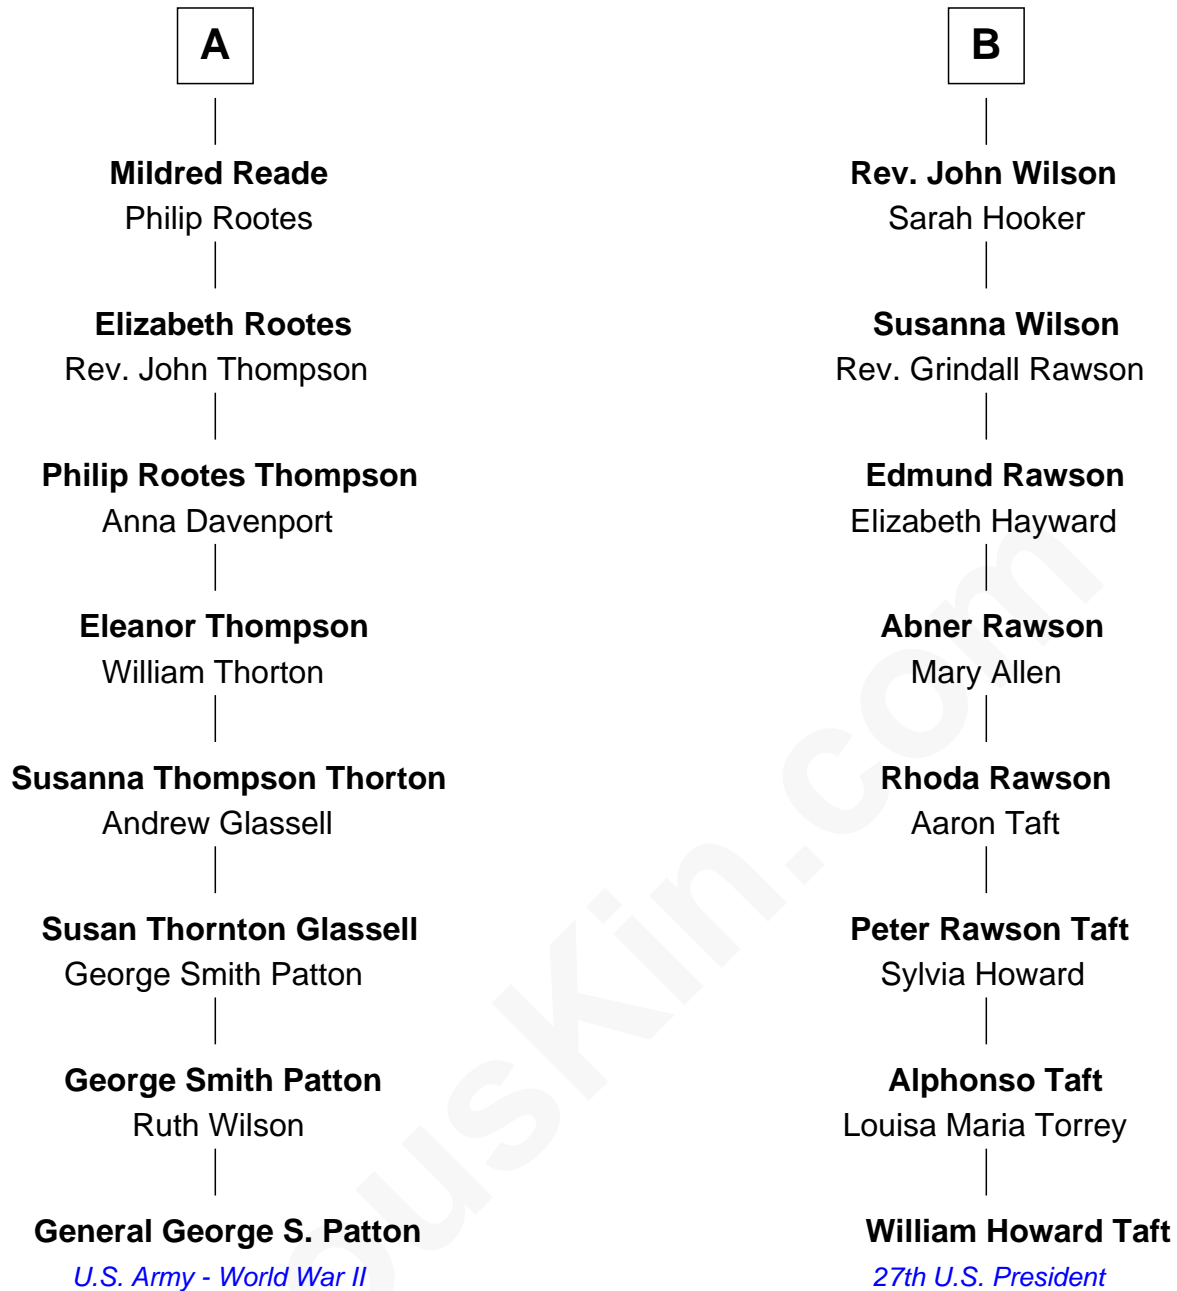 A
Mildred Reade
Philip Rootes
Elizabeth Rootes
Rev. John Thompson
Philip Rootes Thompson
Anna Davenport
Eleanor Thompson
William Thorton
Susanna Thompson Thorton
Andrew Glassell
Susan Thornton Glassell
George Smith Patton
George Smith Patton
Ruth Wilson
General George S. Patton
U.S. Army - World War II
B
Rev. John Wilson
Sarah Hooker
Susanna Wilson
Rev. Grindall Rawson
Edmund Rawson
Elizabeth Hayward
Abner Rawson
Mary Allen
Rhoda Rawson
Aaron Taft
Peter Rawson Taft
Sylvia Howard
Alphonso Taft
Louisa Maria Torrey
William Howard Taft
27th U.S. President
ousKin.com